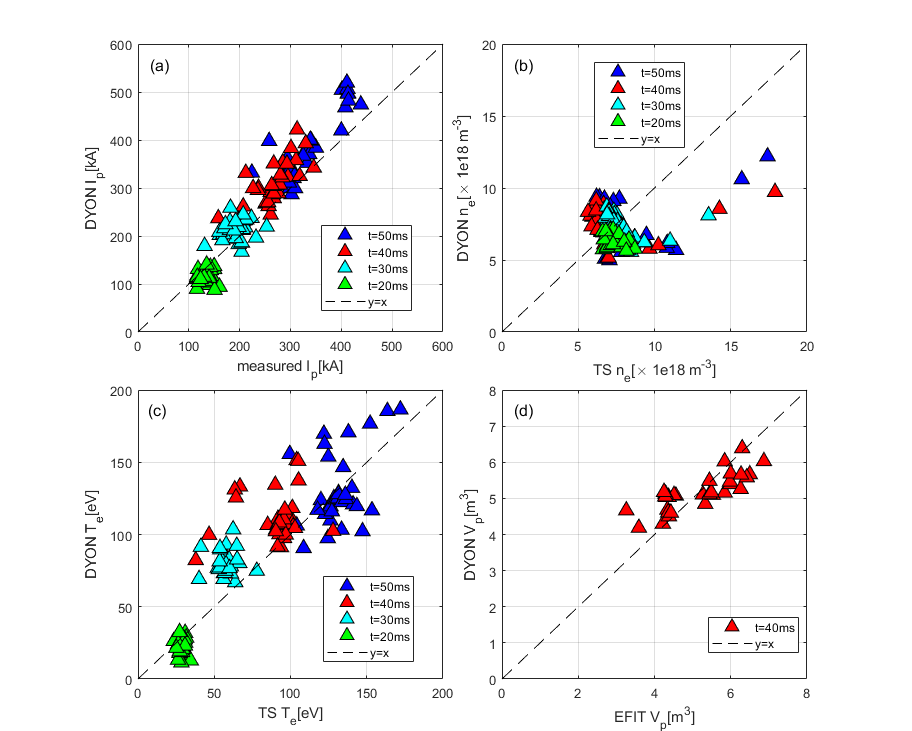 (a)
600
500
400
300
200
100
0
DYON I_p[kA]
t=50ms
t=40ms
t=30ms
t=20ms
y=x
0 100 200 300 400 500 600
measured I_p[kA]
(b)
20
15
10
5
0
DYON n_e[× 1e18 m^-3]
t=50ms
t=40ms
t=30ms
t=20ms
y=x
0 5 10 15 20
TS n_e[× 1e18 m^-3]
(c)
200
150
100
50
0
DYON T_e[eV]
t=50ms
t=40ms
t=30ms
t=20ms
y=x
0 50 100 150 200
TS T_e[eV]
(d)
8
7
6
5
4
3
2
1
0
DYON V_p[m^3]
t=40ms
y=x
0 2 4 6 8
EFIT V_p[m^3]